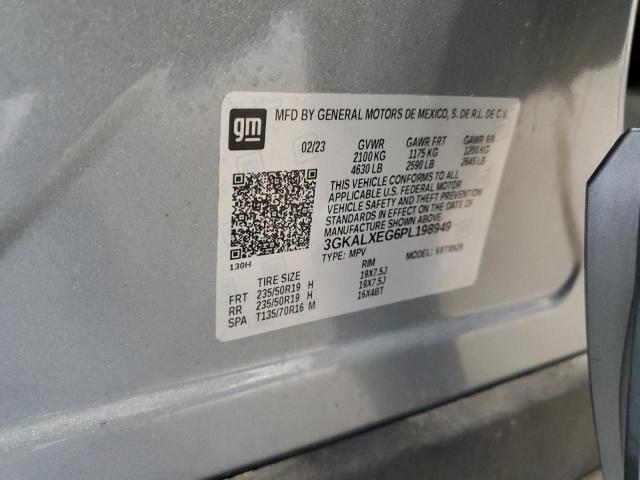 gm
MFD BY GENERAL MOTORS DE MEXICO, S. DE R.L. DE C.V.
02/23 GVWR GAWR FRT GAWR RR
2100 KG 1175 KG 1200 KG
4630 LB 2590 LB 2645 LB
THIS VEHICLE CONFORMS TO ALL
APPLICABLE U.S. FEDERAL MOTOR
VEHICLE SAFETY AND THEFT PREVENTION
STANDARDS IN EFFECT ON THE DATE OF
MANUFACTURE SHOWN ABOVE.
3GKALXEG6PL198949
TYPE: MPV MODEL:
130H
TIRE SIZE RIM
FRT 235/50R19 H 19X7.5J
RR 235/50R19 H 19X7.5J
SPA T135/70R16 M 16X4BT